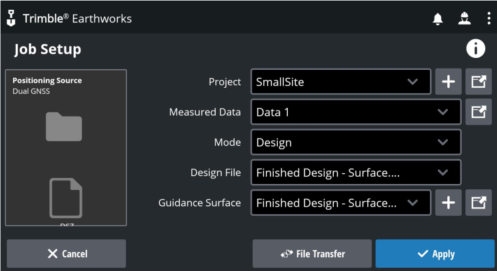 Trimble® Earthworks
Job Setup
Positioning Source
Dual GNSS
Project
SmallSite
Measured Data
Data 1
Mode
Design
Design File
Finished Design - Surface....
Guidance Surface
Finished Design - Surface...
Cancel
File Transfer
Apply